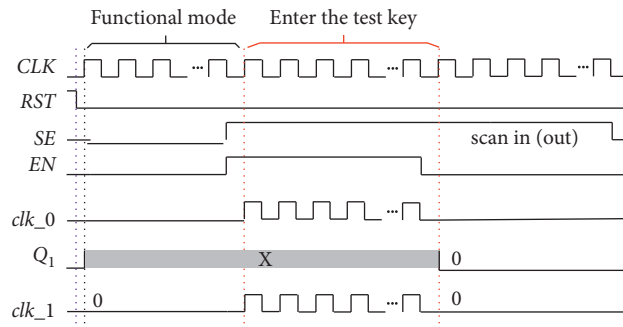 Functional mode Enter the test key
CLK ... ... ...
RST
SE scan in (out)
EN
clk_0 ...
Q1 X 0
clk_1 0 ... 0